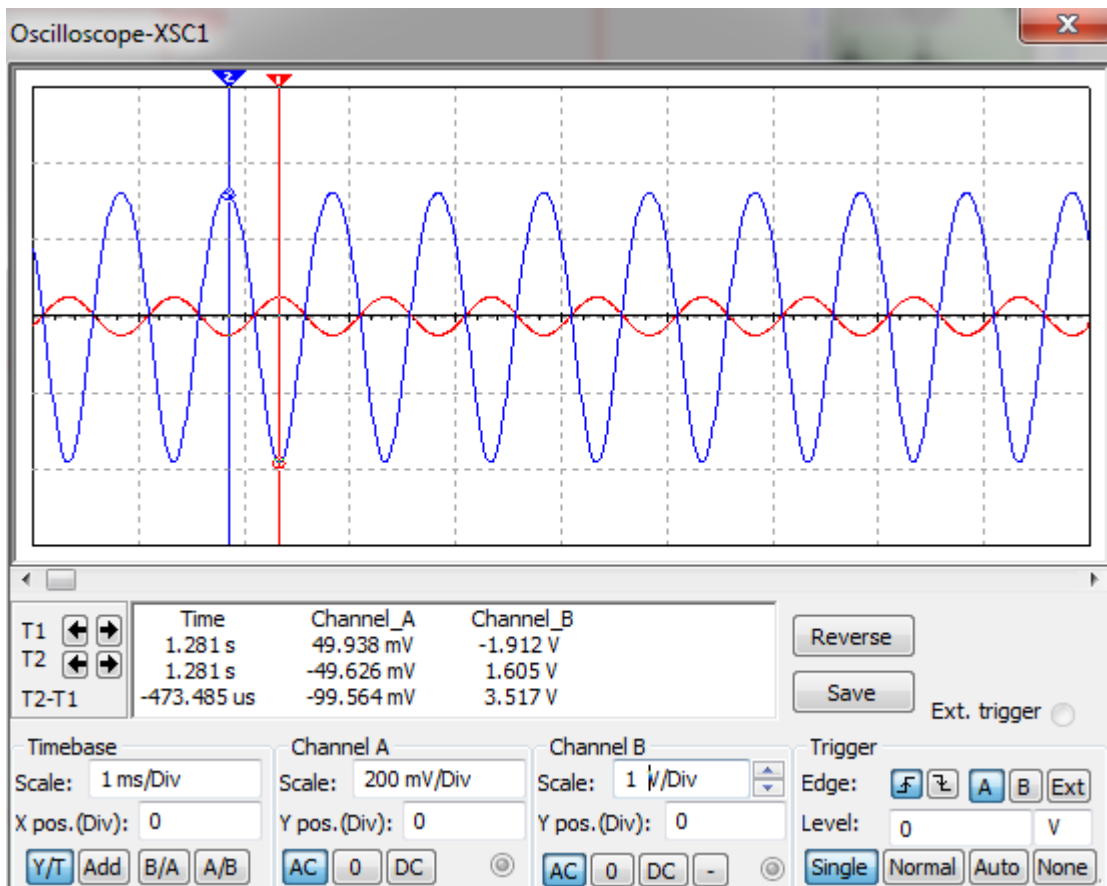 Oscilloscope-XSC1
2 1
Time Channel_A Channel_B
T1 1.281 s 49.938 mV -1.912 V
T2 1.281 s -49.626 mV 1.605 V
T2-T1 -473.485 us -99.564 mV 3.517 V
Reverse
Save
Ext. trigger
Timebase Channel A Channel B Trigger
Scale: 1 ms/Div Scale: 200 mV/Div Scale: 1 V/Div Edge: A B Ext
X pos.(Div): 0 Y pos.(Div): 0 Y pos.(Div): 0 Level: 0 V
Y/T Add B/A A/B AC 0 DC AC 0 DC - Single Normal Auto None